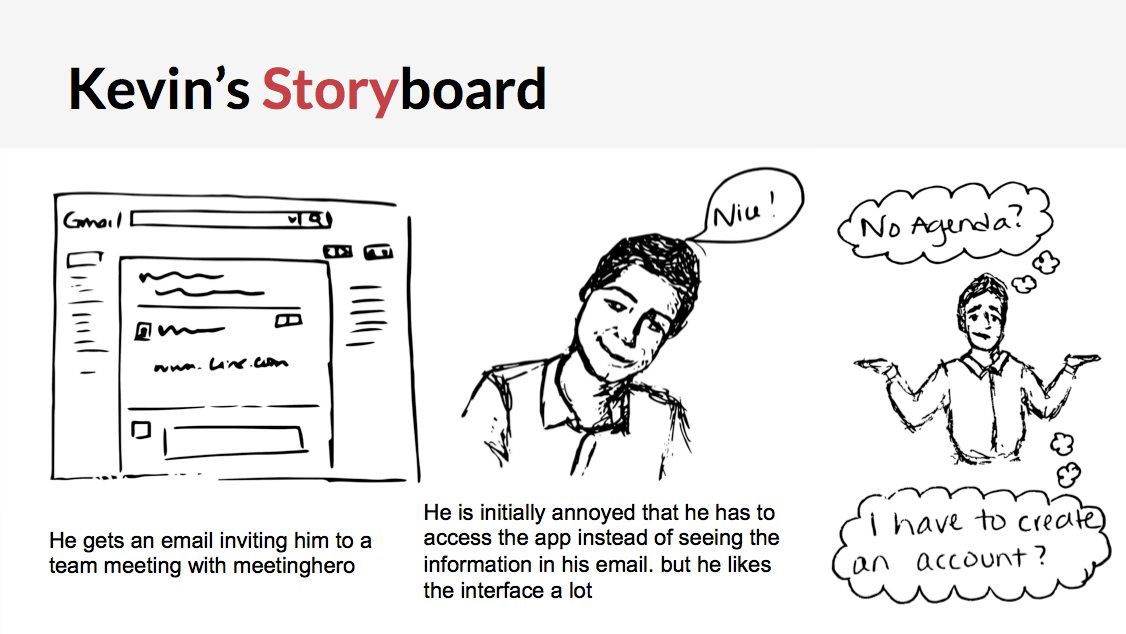 Kevin's Storyboard
Gmail
www.link.com
Nice!
No Agenda?
I have to create
an account?
He gets an email inviting him to a
team meeting with meetinghero
He is initially annoyed that he has to
access the app instead of seeing the
information in his email. but he likes
the interface a lot